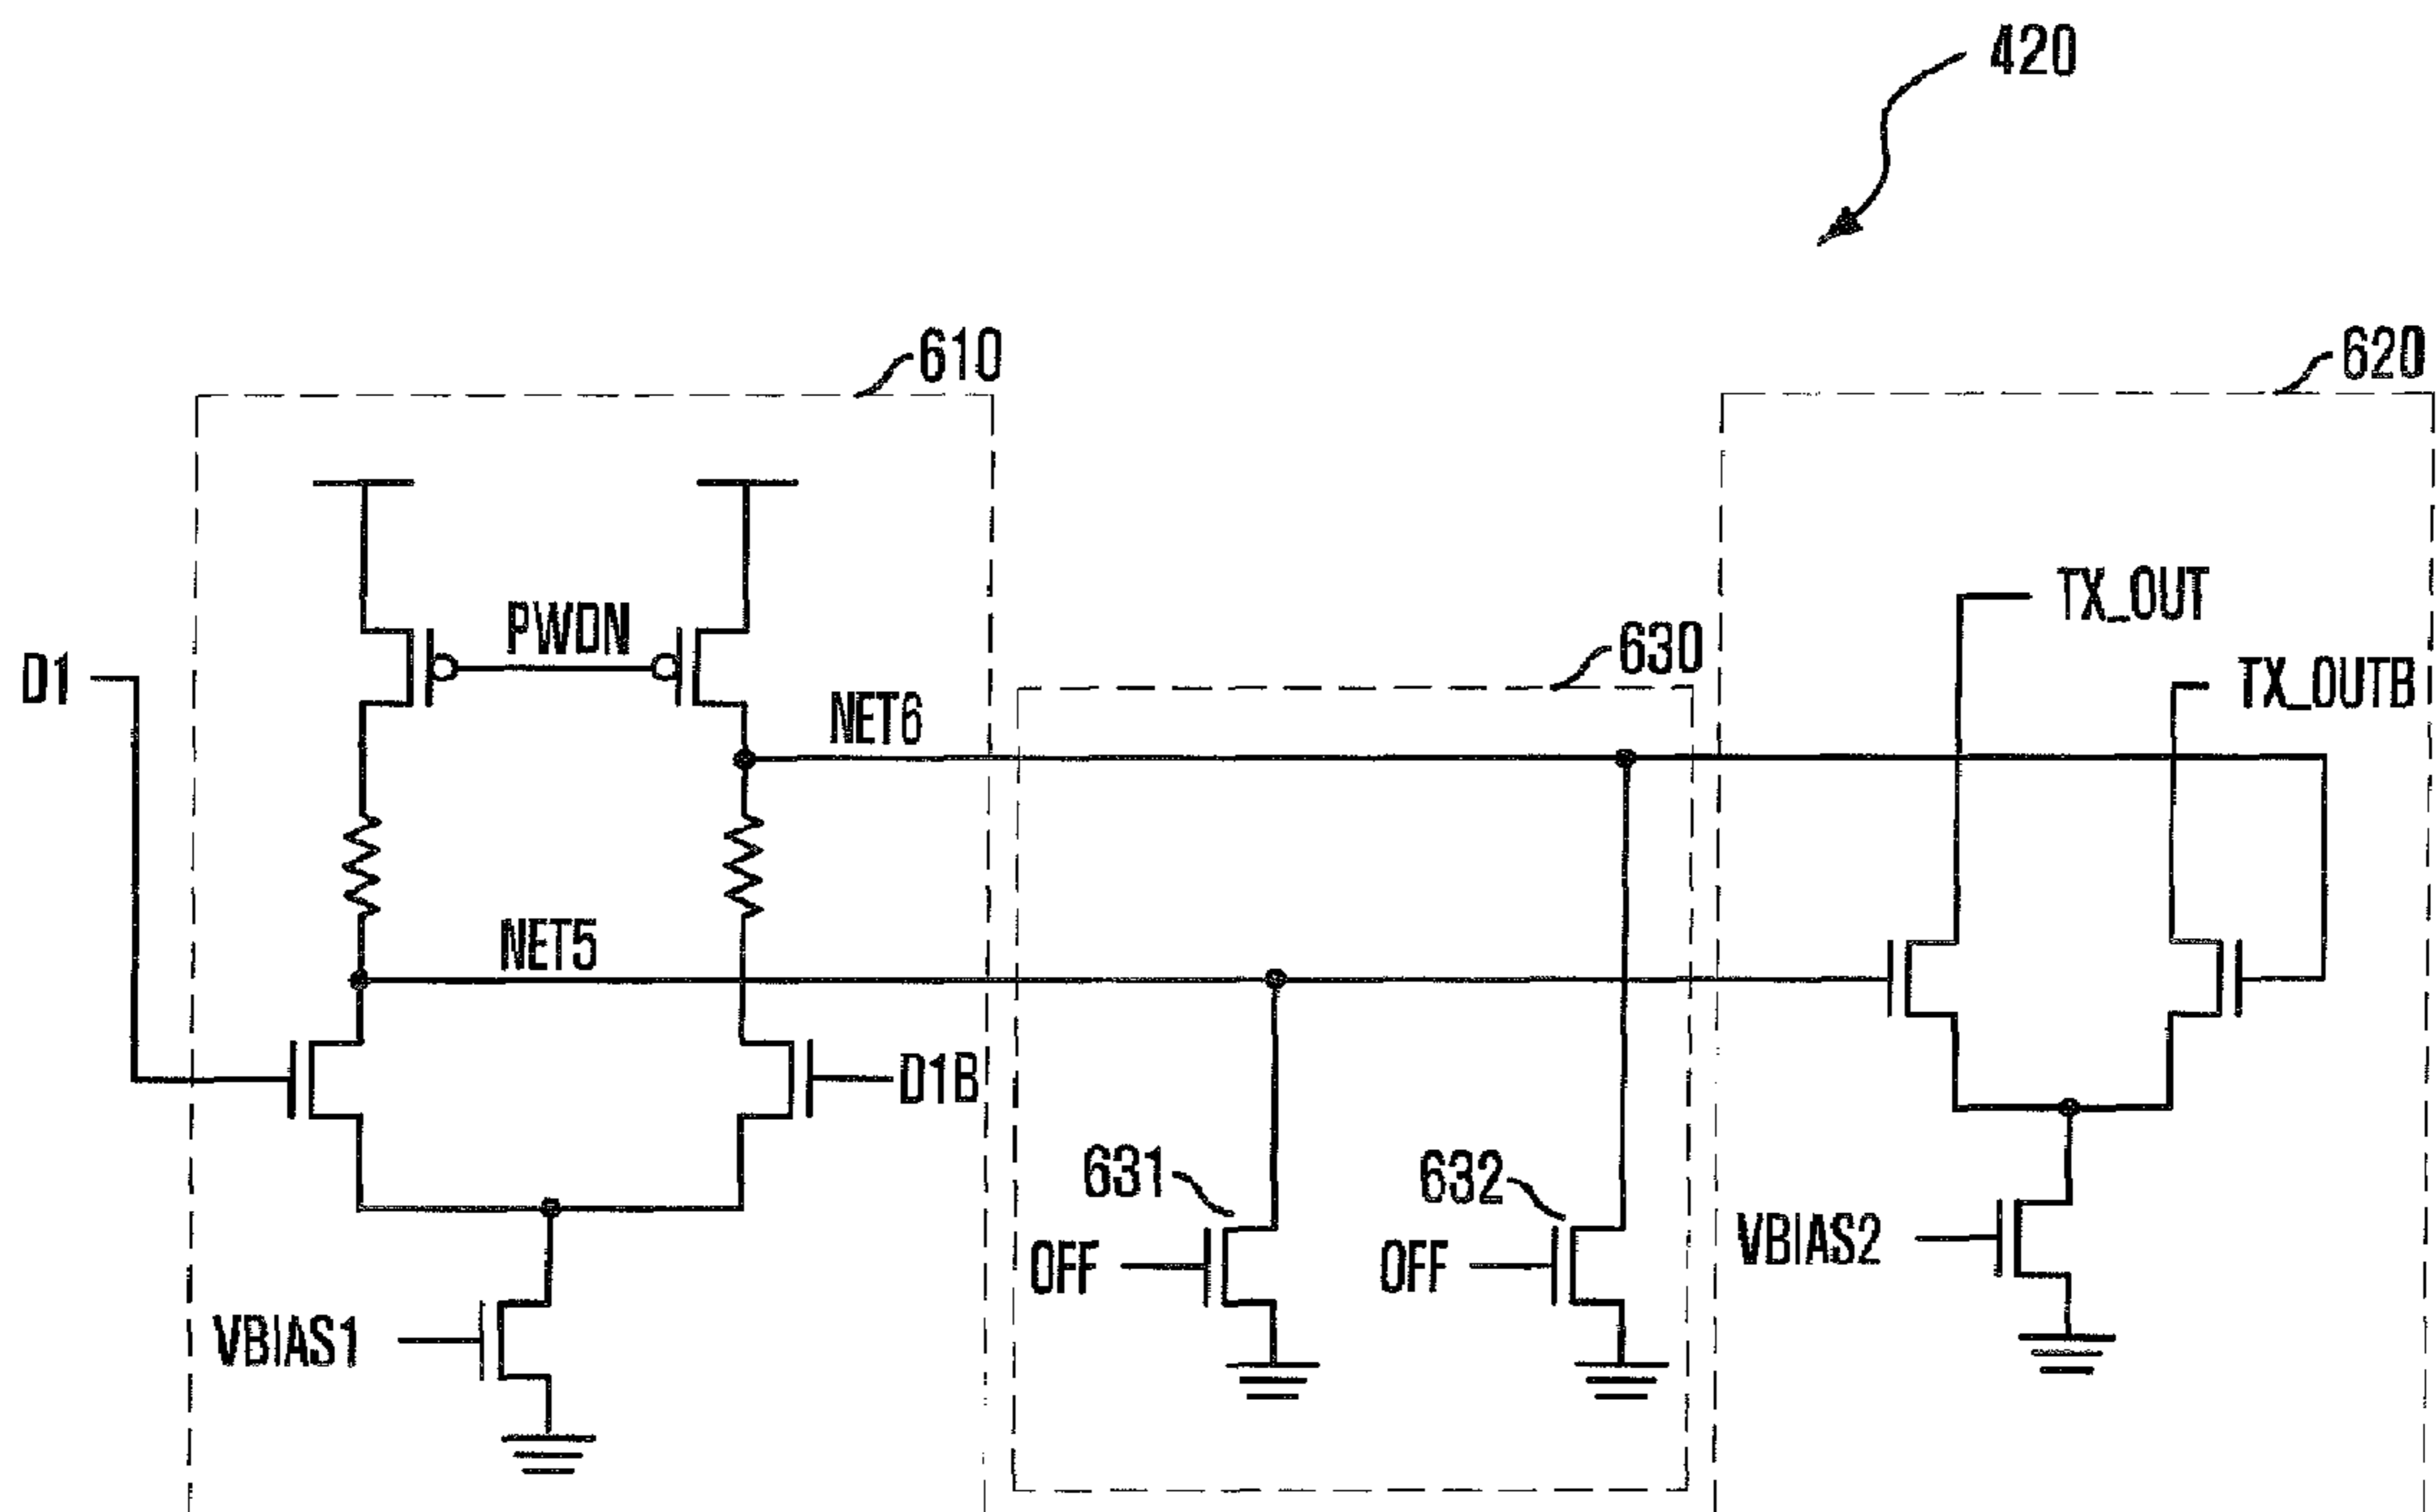 420
610
620
PWDN
TX_OUT
630
D1
TX_OUTB
NET6
NET5
D1B
631
632
OFF
OFF
VBIAS2
VBIAS1